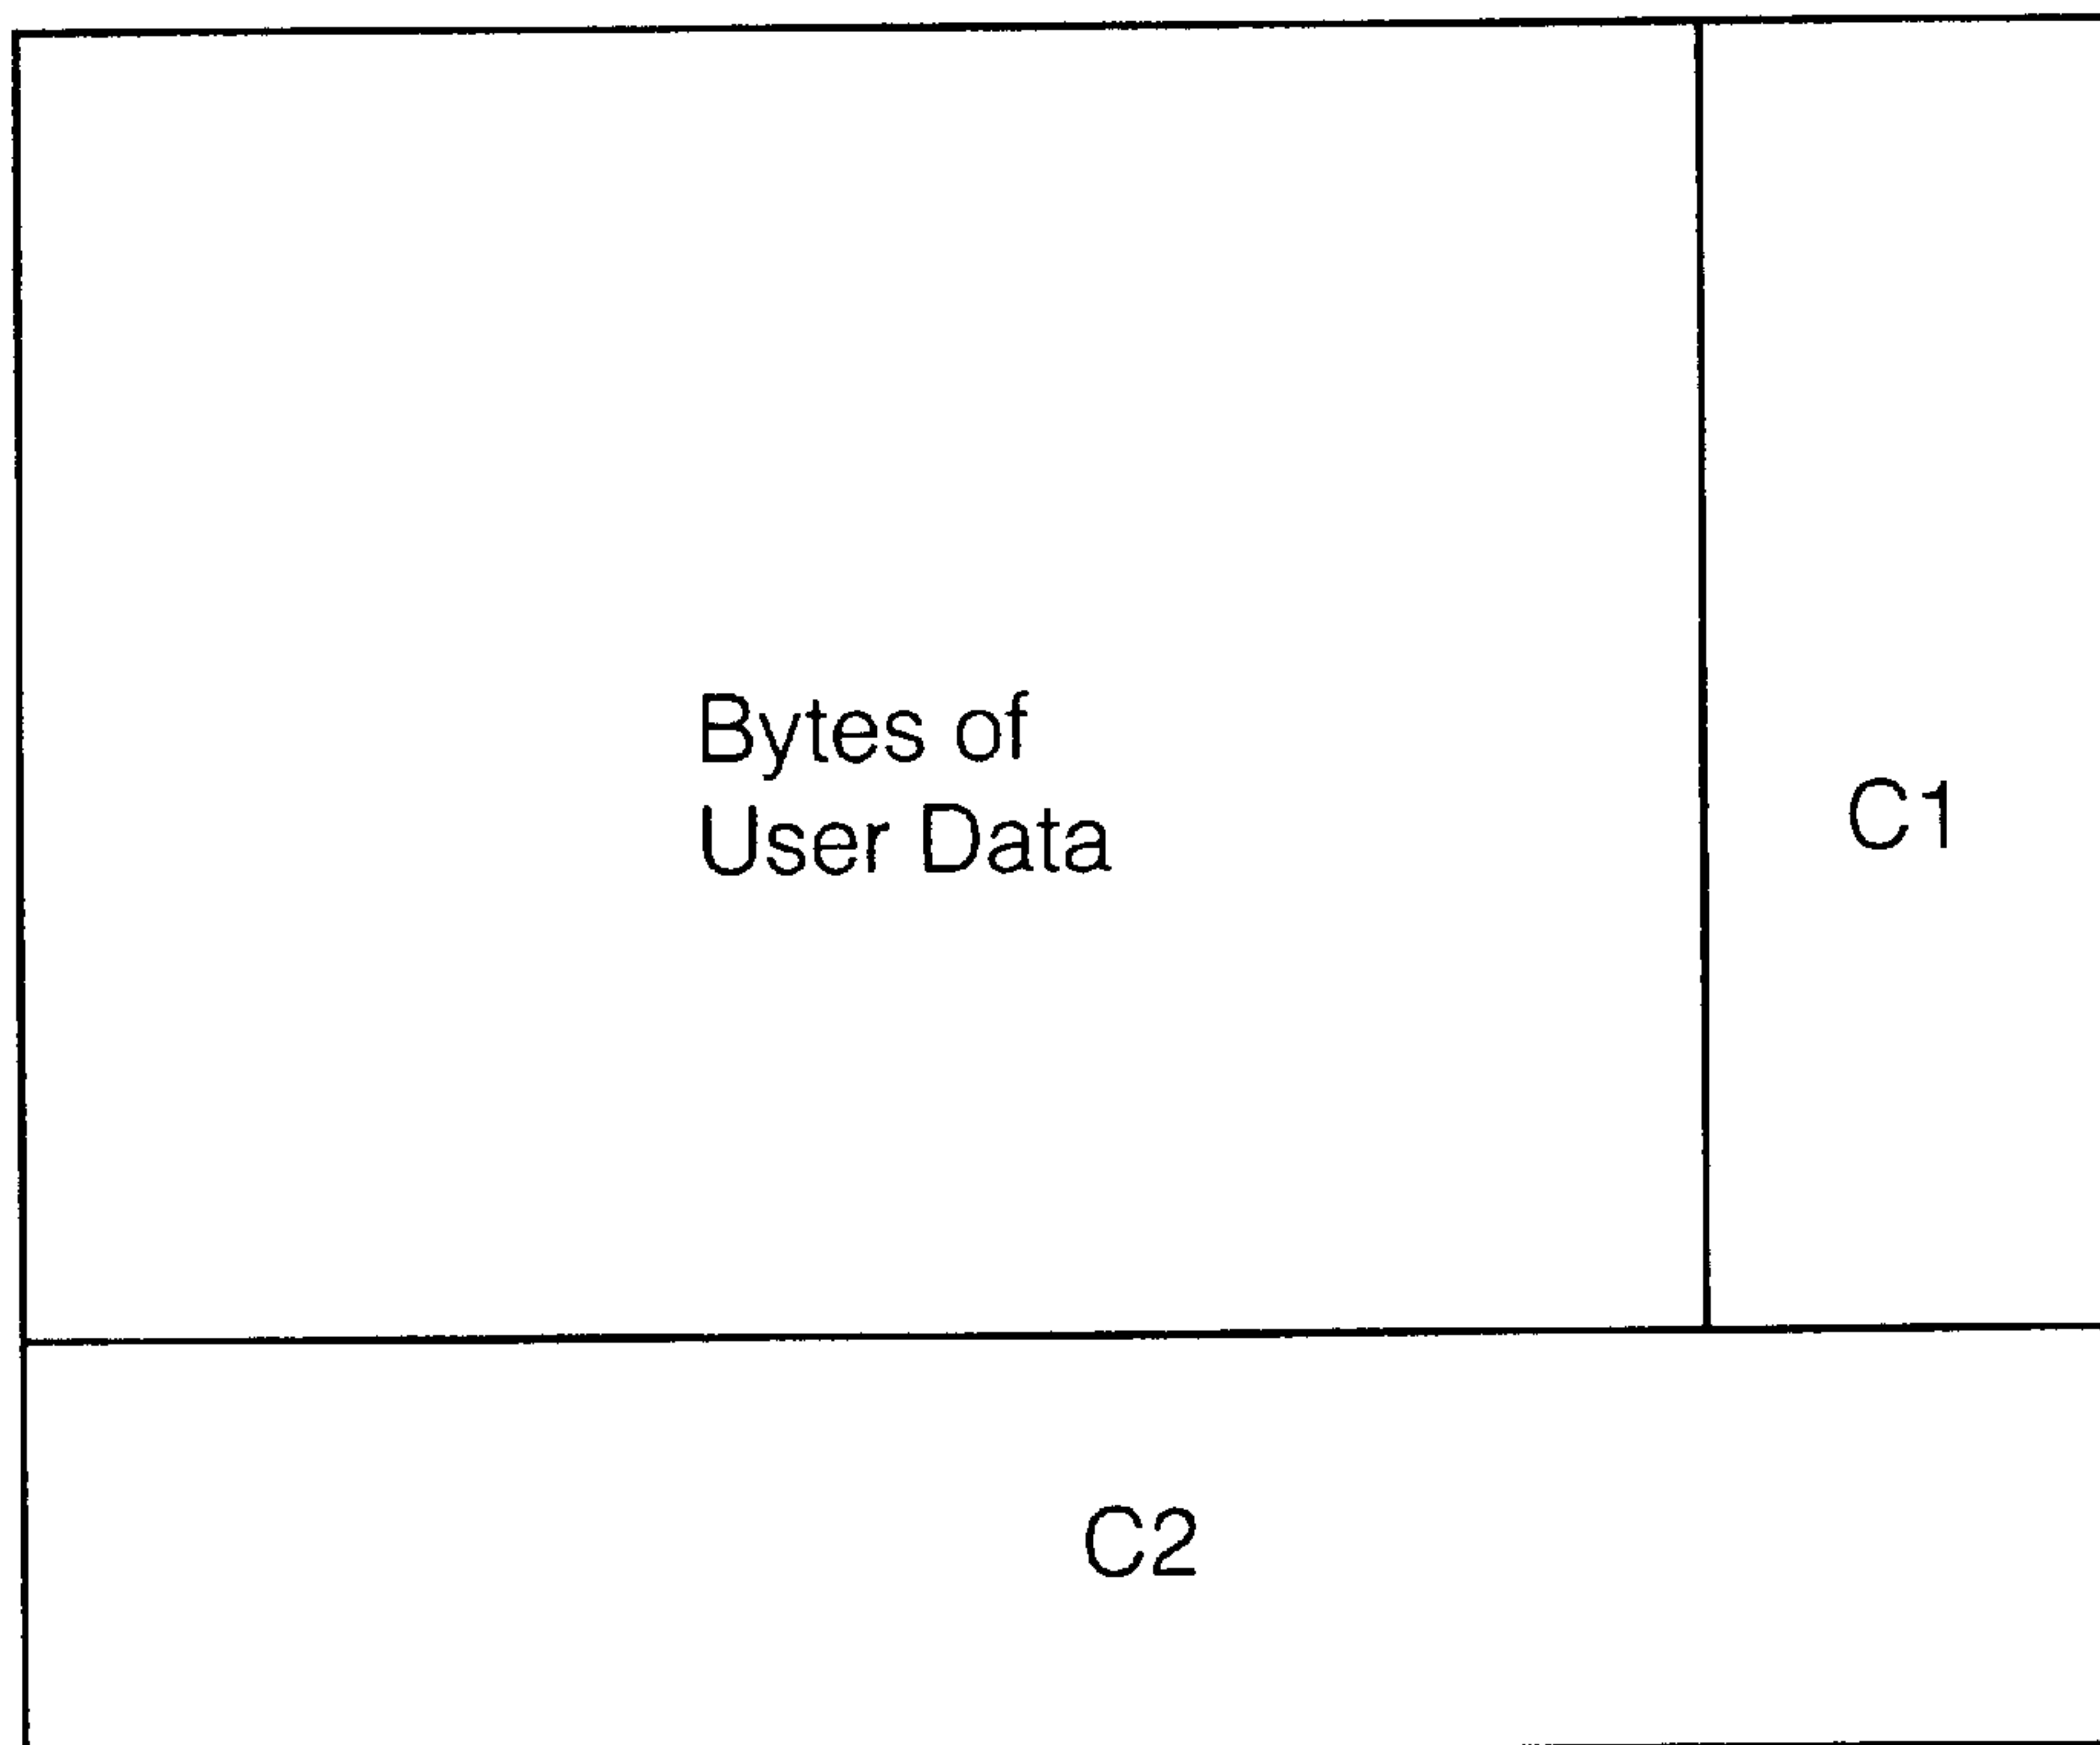 Bytes of
User Data
C1
C2